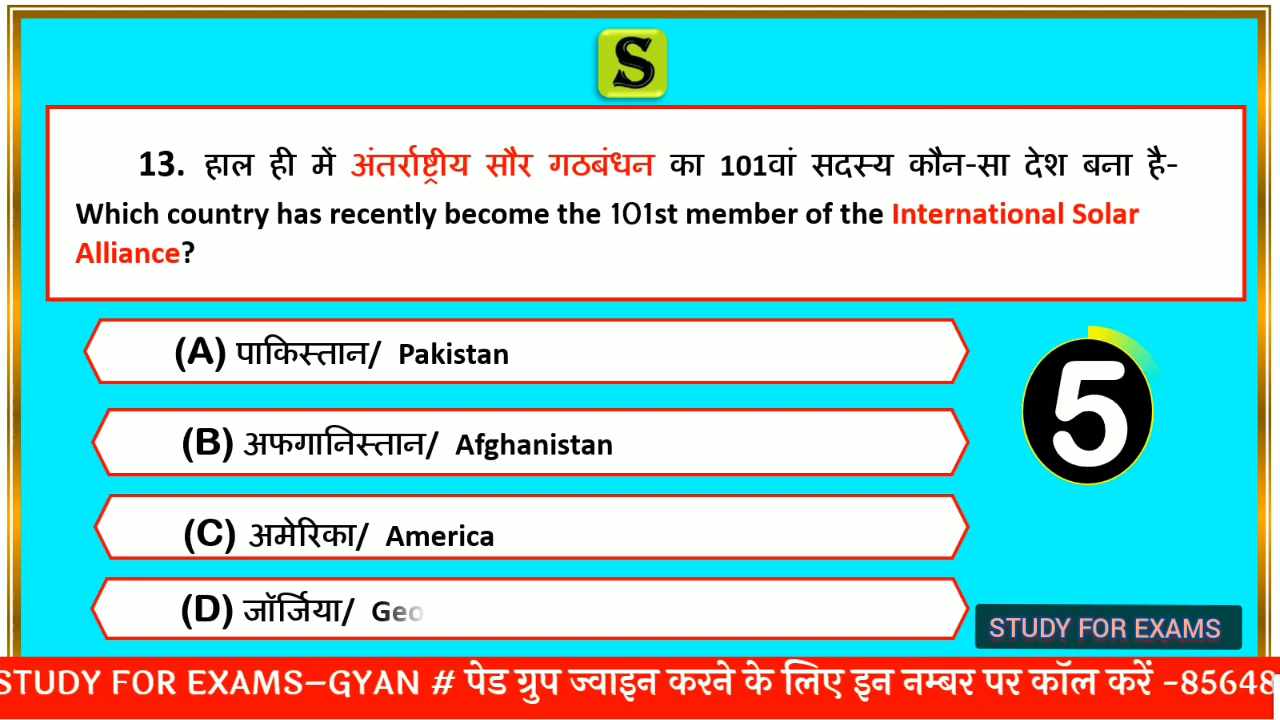 S
13. हाल ही में अंतर्राष्ट्रीय सौर गठबंधन का 101वां सदस्य कौन-सा देश बना है-
Which country has recently become the 101st member of the International Solar
Alliance?
(A) पाकिस्तान/ Pakistan
(B) अफगानिस्तान/ Afghanistan
5
(C) अमेरिका/ America
(D) जॉर्जिया/ Geo
STUDY FOR EXAMS
STUDY FOR EXAMS–GYAN # पेड ग्रुप ज्वाइन करने के लिए इन नम्बर पर कॉल करें -85648